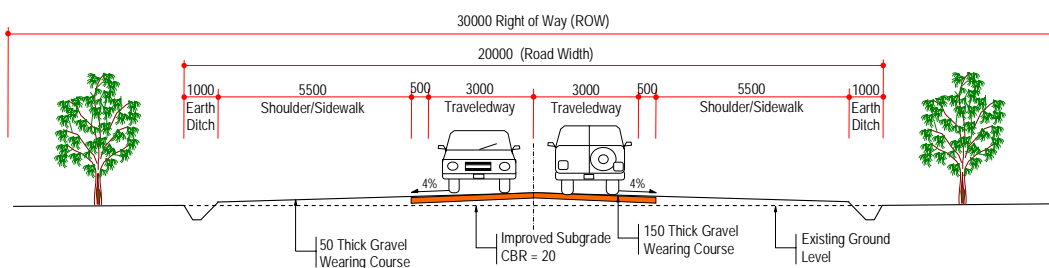 30000 Right of Way (ROW)
20000 (Road Width)
1000 5500 500 3000 3000 500 5500 1000
Earth Ditch Shoulder/Sidewalk Traveledway Traveledway Shoulder/Sidewalk Earth Ditch
4% 4%
50 Thick Gravel
Wearing Course
Improved Subgrade
CBR = 20
150 Thick Gravel
Wearing Course
Existing Ground
Level